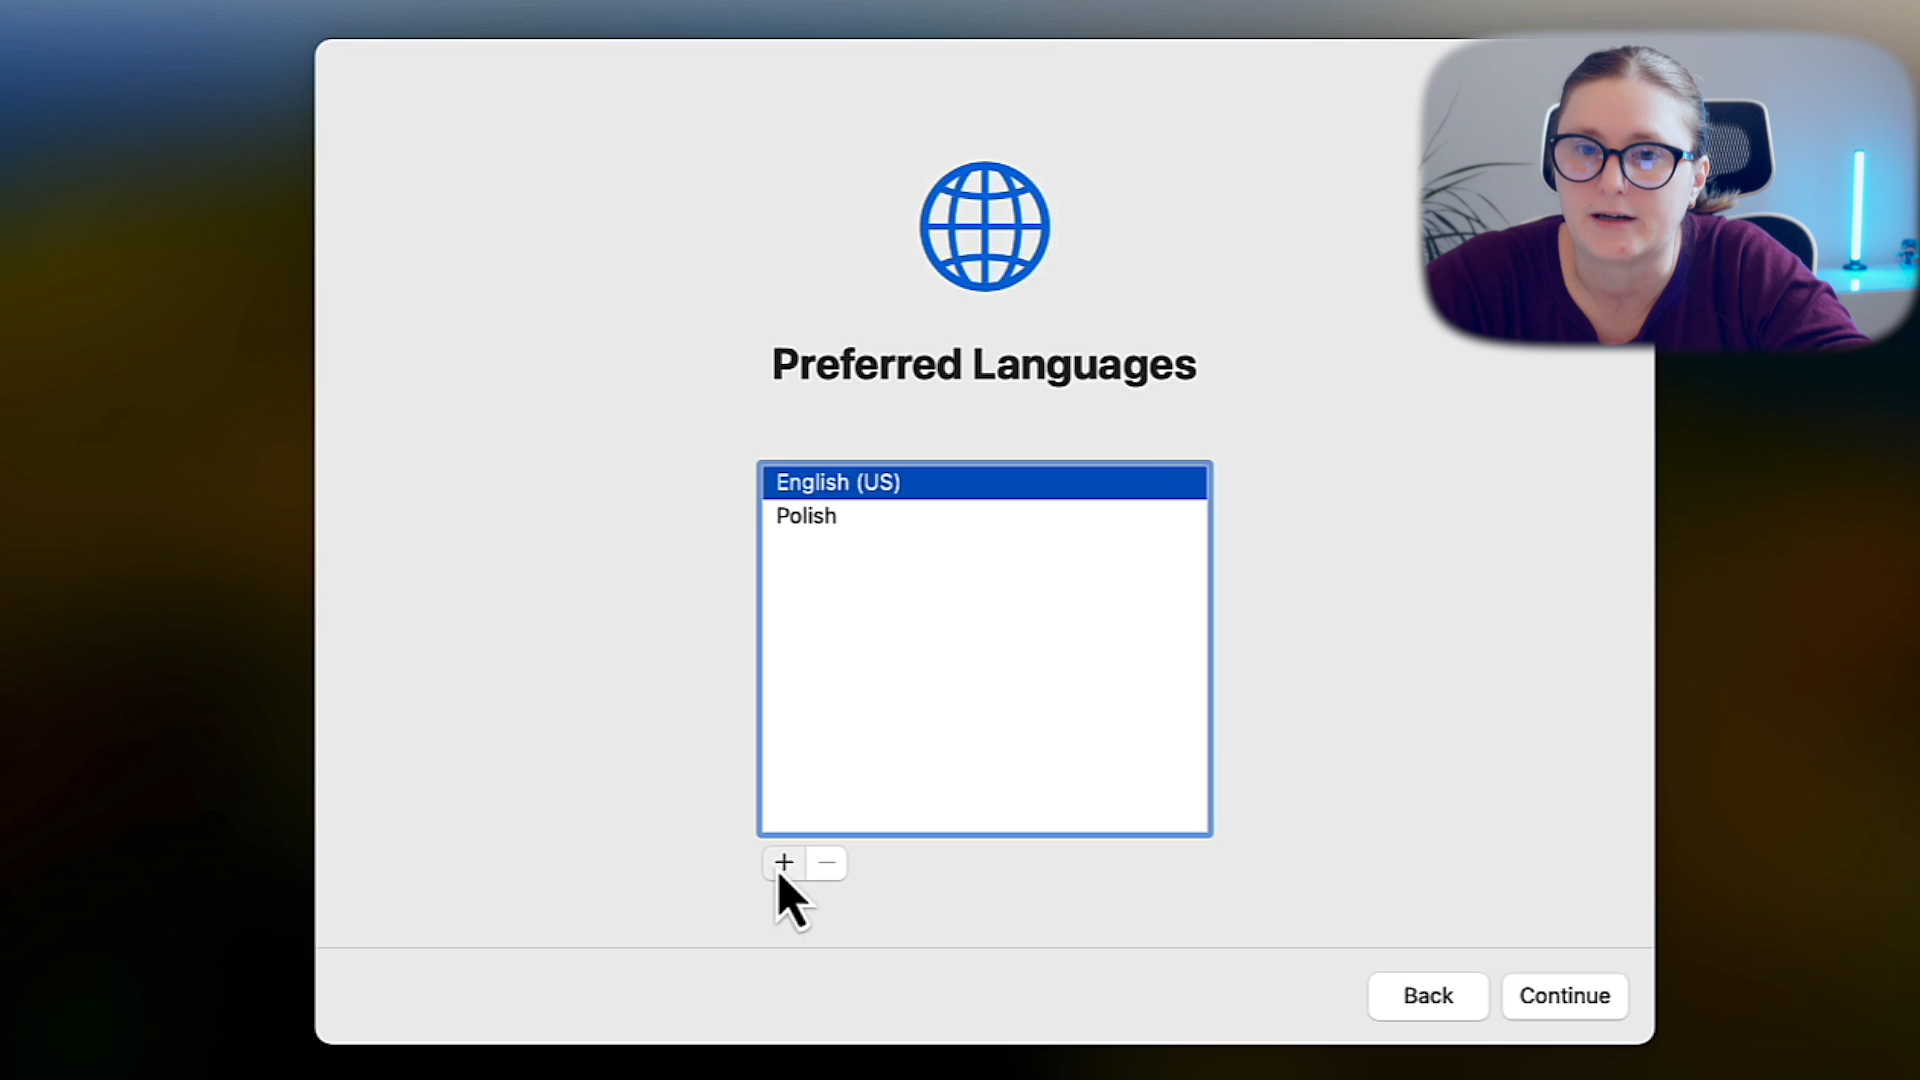 Preferred Languages
English (US)
Polish
+ −
Back
Continue